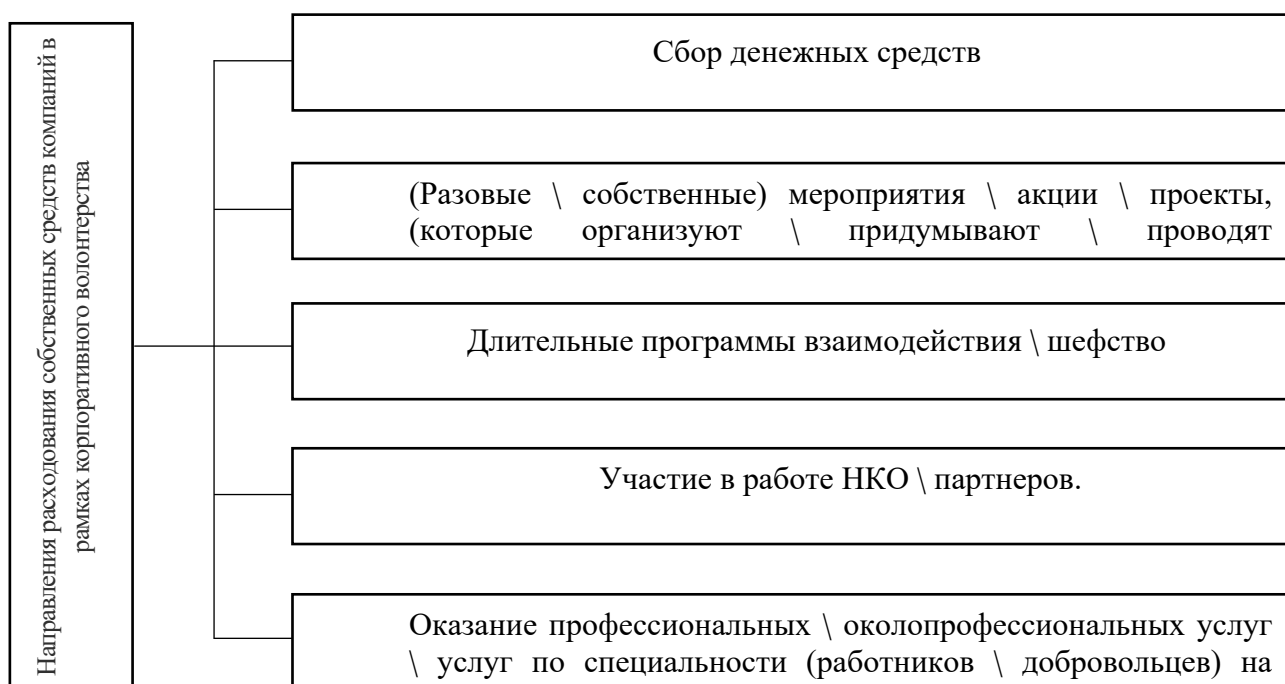 Направления расходования собственных средств компаний в
рамках корпоративного волонтерства
Сбор денежных средств
(Разовые \ собственные) мероприятия \ акции \ проекты,
(которые организуют \ придумывают \ проводят
Длительные программы взаимодействия \ шефство
Участие в работе НКО \ партнеров.
Оказание профессиональных \ околопрофессиональных услуг
\ услуг по специальности (работников \ добровольцев) на